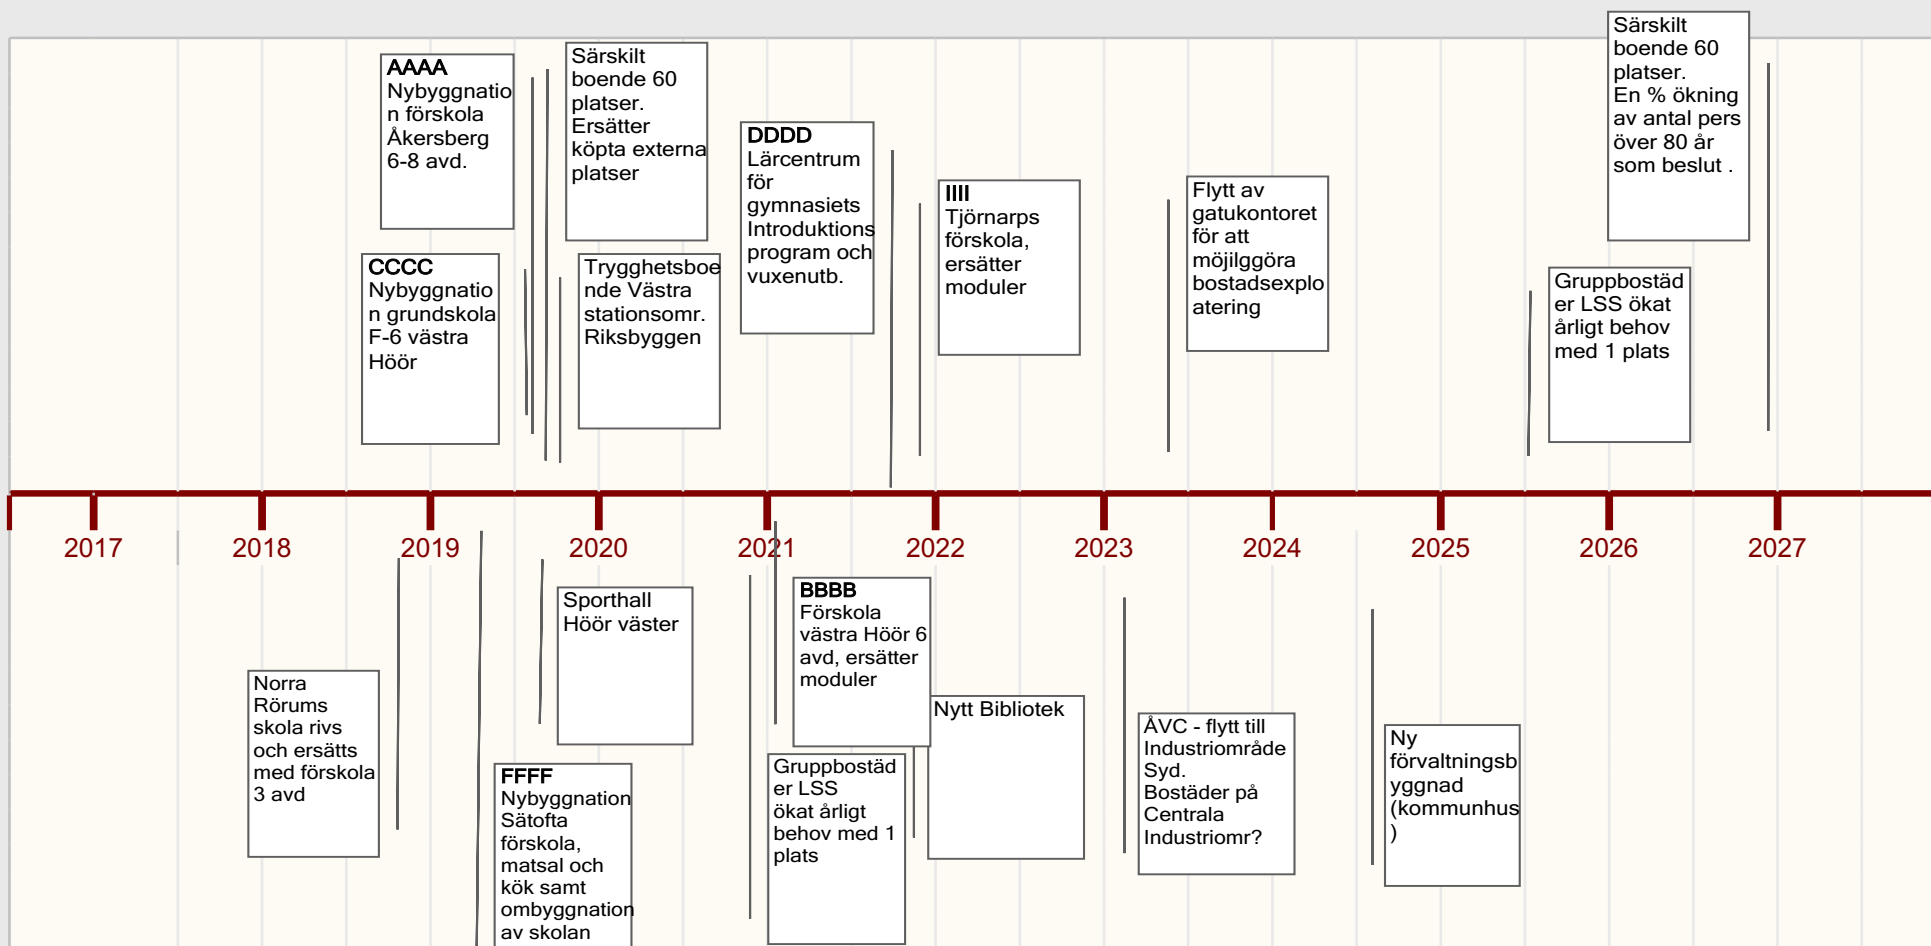 AAAA
Nybyggnatio
n förskola
Åkersberg
6-8 avd.
Särskilt
boende 60
platser.
Ersätter
köpta externa
platser
Särskilt
boende 60
platser.
En % ökning
av antal pers
över 80 år
som beslut .
DDDD
Lärcentrum
för
gymnasiets
Introduktions
program och
vuxenutb.
IIII
Tjörnarps
förskola,
ersätter
moduler
Flytt av
gatukontoret
för att
möjilggöra
bostadsexplo
atering
CCCC
Nybyggnatio
n grundskola
F-6 västra
Höör
Trygghetsboe
nde Västra
stationsomr.
Riksbyggen
Gruppbostäd
er LSS ökat
årligt behov
med 1 plats
2017 2018 2019 2020 2021 2022 2023 2024 2025 2026 2027
Norra
Rörums
skola rivs
och ersätts
med förskola
3 avd
Sporthall
Höör väster
FFFF
Nybyggnation
Sätofta
förskola,
matsal och
kök samt
ombyggnation
av skolan
BBBB
Förskola
västra Höör 6
avd, ersätter
moduler
Gruppbostäd
er LSS
ökat årligt
behov med 1
plats
Nytt Bibliotek
ÅVC - flytt till
Industriområde
Syd.
Bostäder på
Centrala
Industriomr?
Ny
förvaltningsb
yggnad
(kommunhus
)